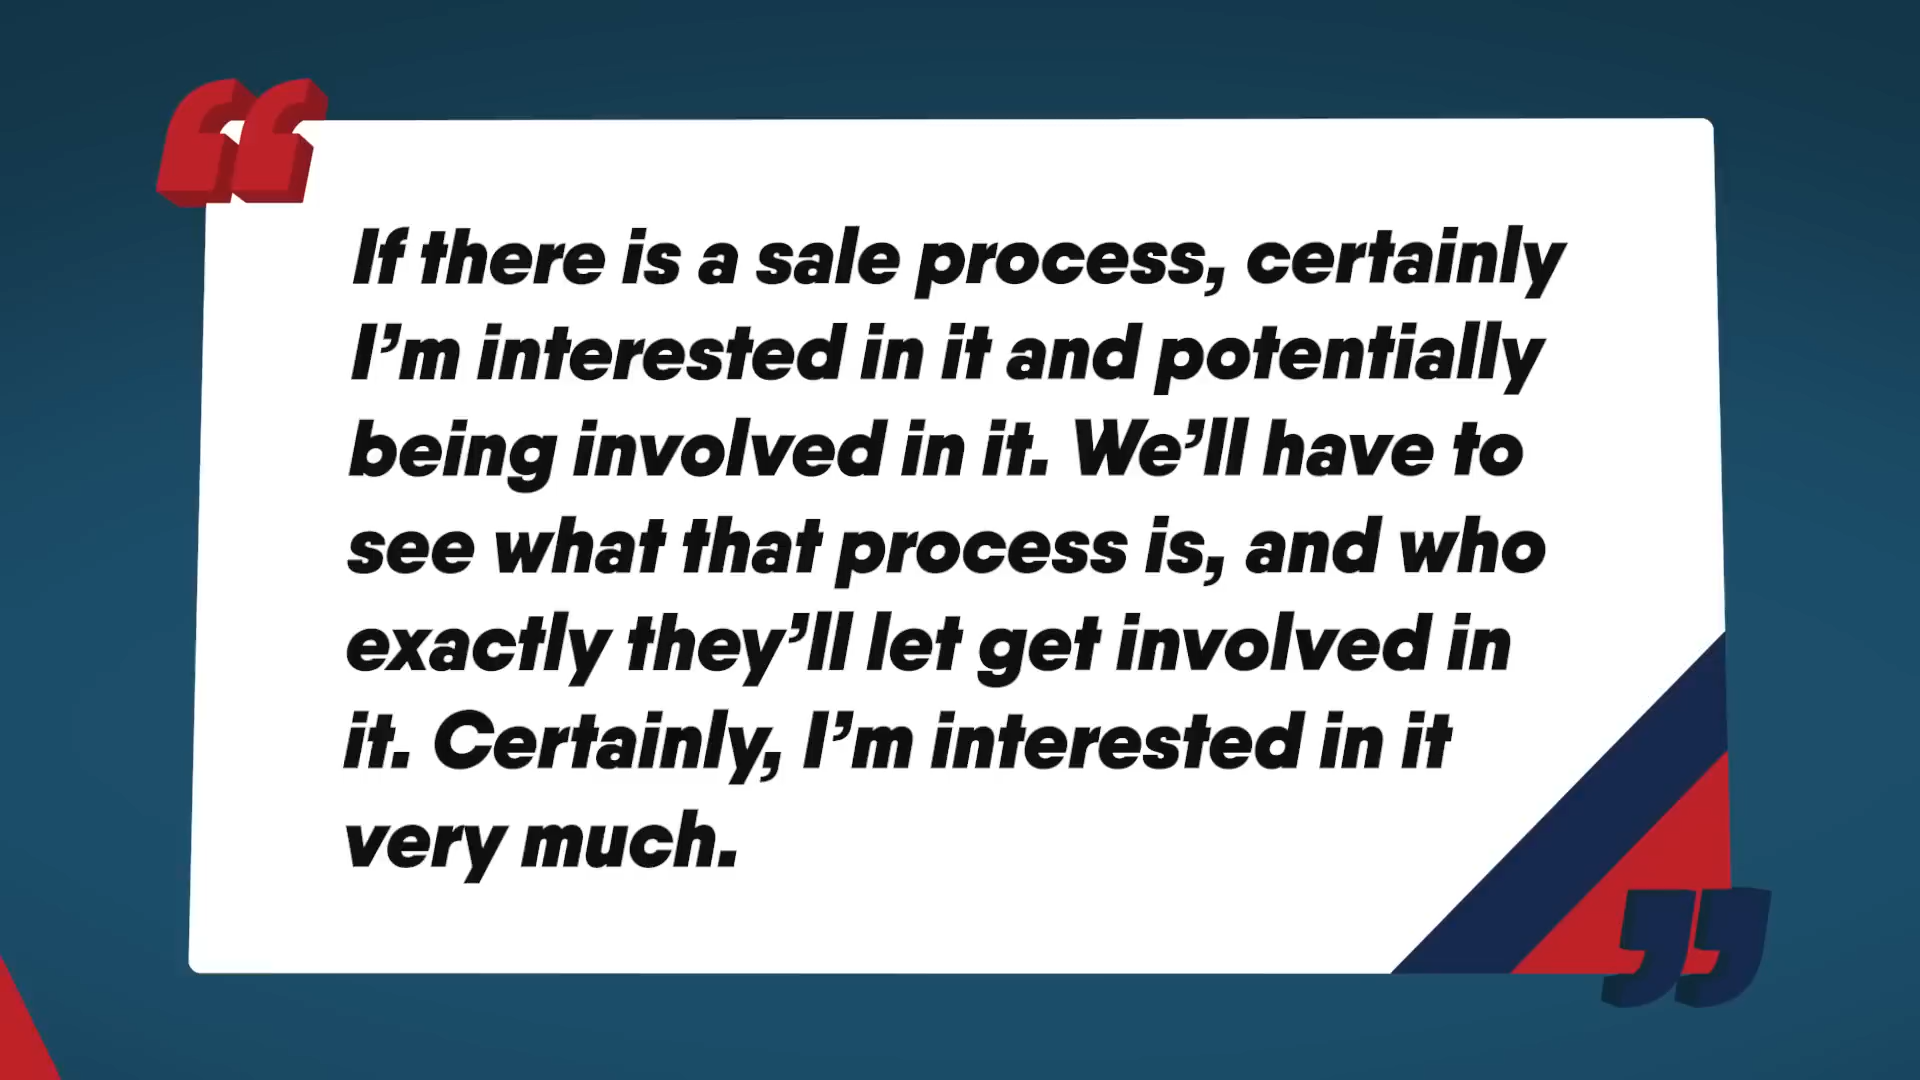 If there is a sale process, certainly
I’m interested in it and potentially
being involved in it. We’ll have to
see what that process is, and who
exactly they’ll let get involved in
it. Certainly, I’m interested in it
very much.